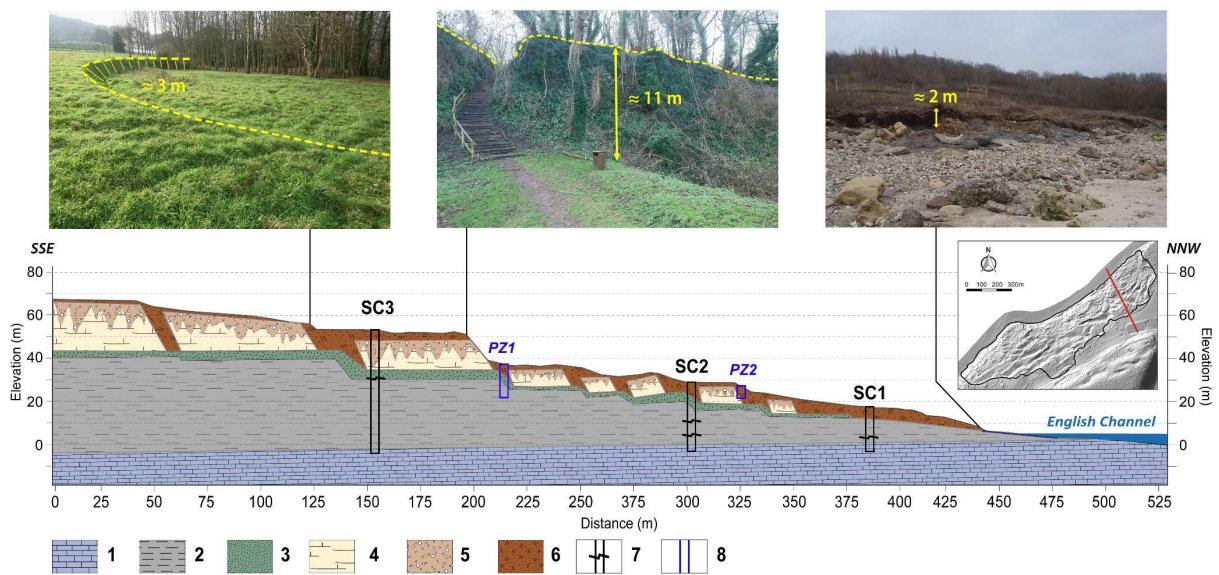 ≈ 3 m
≈ 11 m
≈ 2 m
SSE
NNW
N
0 100 200 300m
80
60
40
20
0
Elevation (m)
SC3
PZ1
SC2
PZ2
SC1
English Channel
80
60
40
20
0
Elevation (m)
0 25 50 75 100 125 150 175 200 225 250 275 300 325 350 375 400 425 450 475 500 525
Distance (m)
1 2 3 4 5 6 7 8